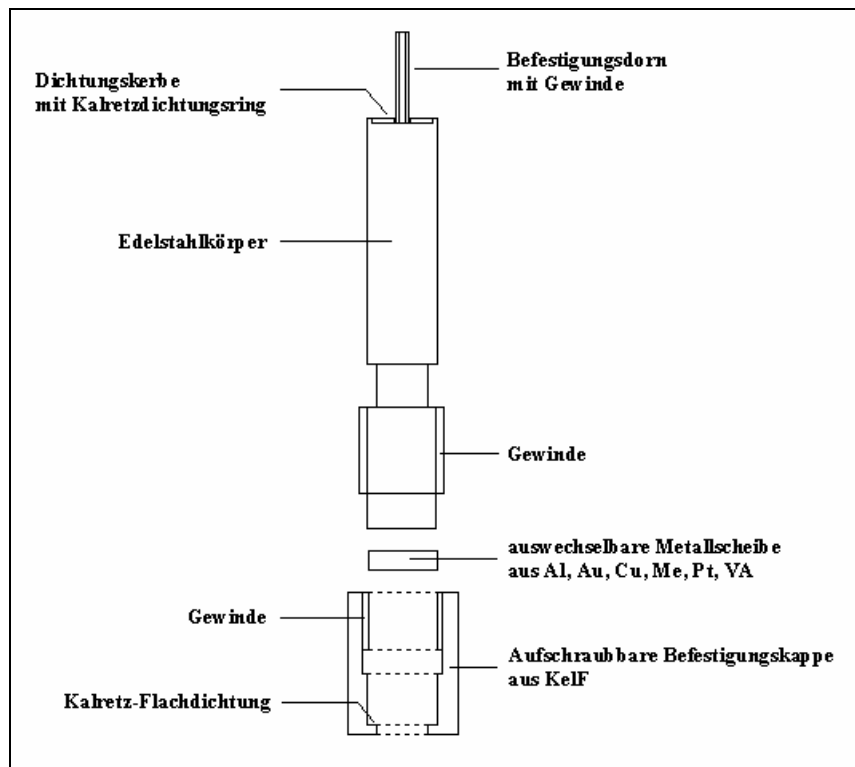 Befestigungsdorn
mit Gewinde
Dichtungskerbe
mit Kalretzdichtungsring
Edelstahlkörper
Gewinde
auswechselbare Metallscheibe
aus Al, Au, Cu, Me, Pt, VA
Gewinde
Aufschraubbare Befestigungskappe
aus KelF
Kalretz-Flachdichtung